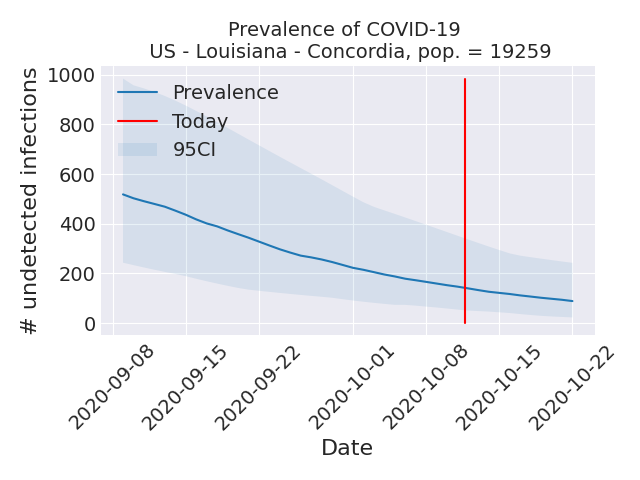 Prevalence of COVID-19
US - Louisiana - Concordia, pop. = 19259
# undetected infections
1000
800
600
400
200
0
Prevalence
Today
95CI
2020-09-08
2020-09-15
2020-09-22
2020-10-01
2020-10-08
2020-10-15
2020-10-22
Date